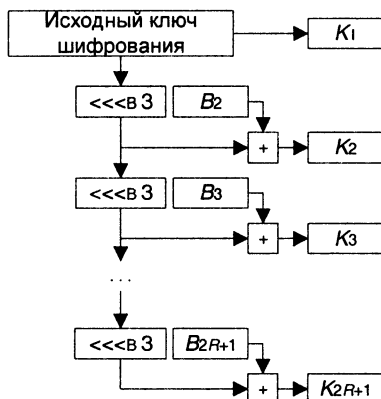 Исходный ключ шифрования
K1
<<<в 3
B2
+
K2
<<<в 3
B3
+
K3
...
<<<в 3
B2R+1
+
K2R+1